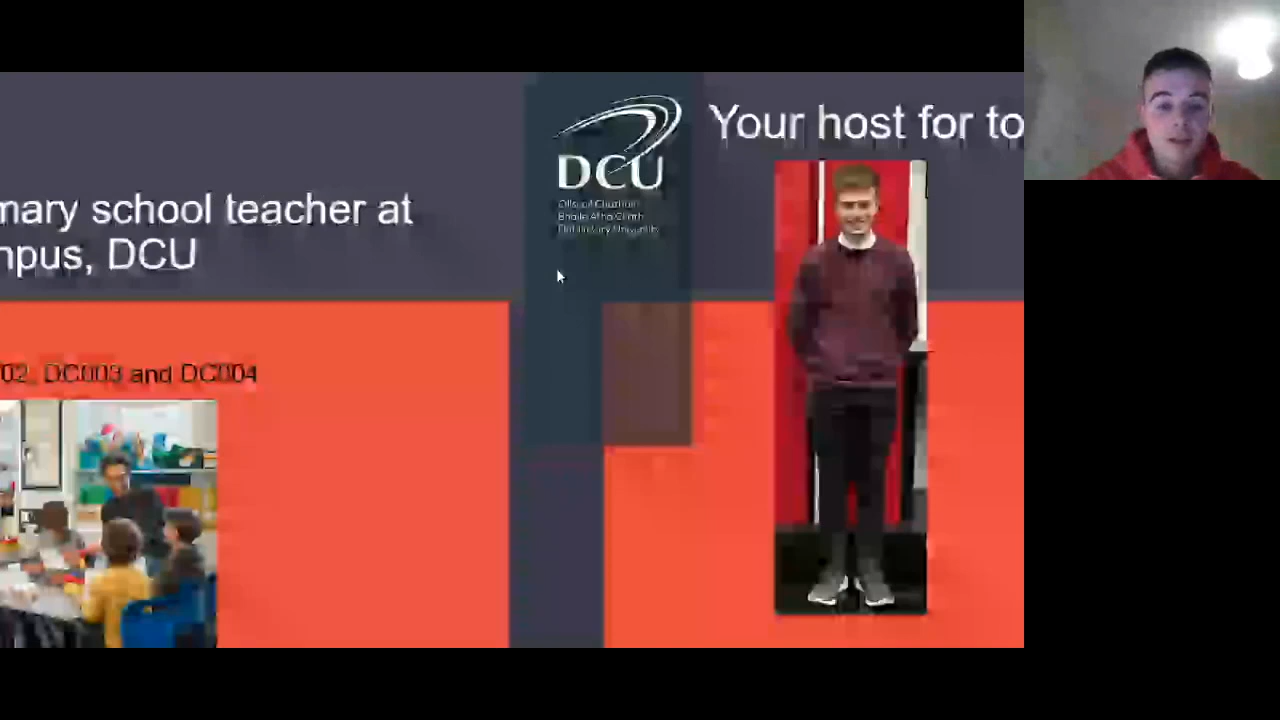 mary school teacher at
npus, DCU
02, DC003 and DC004
DCU
Your host for to